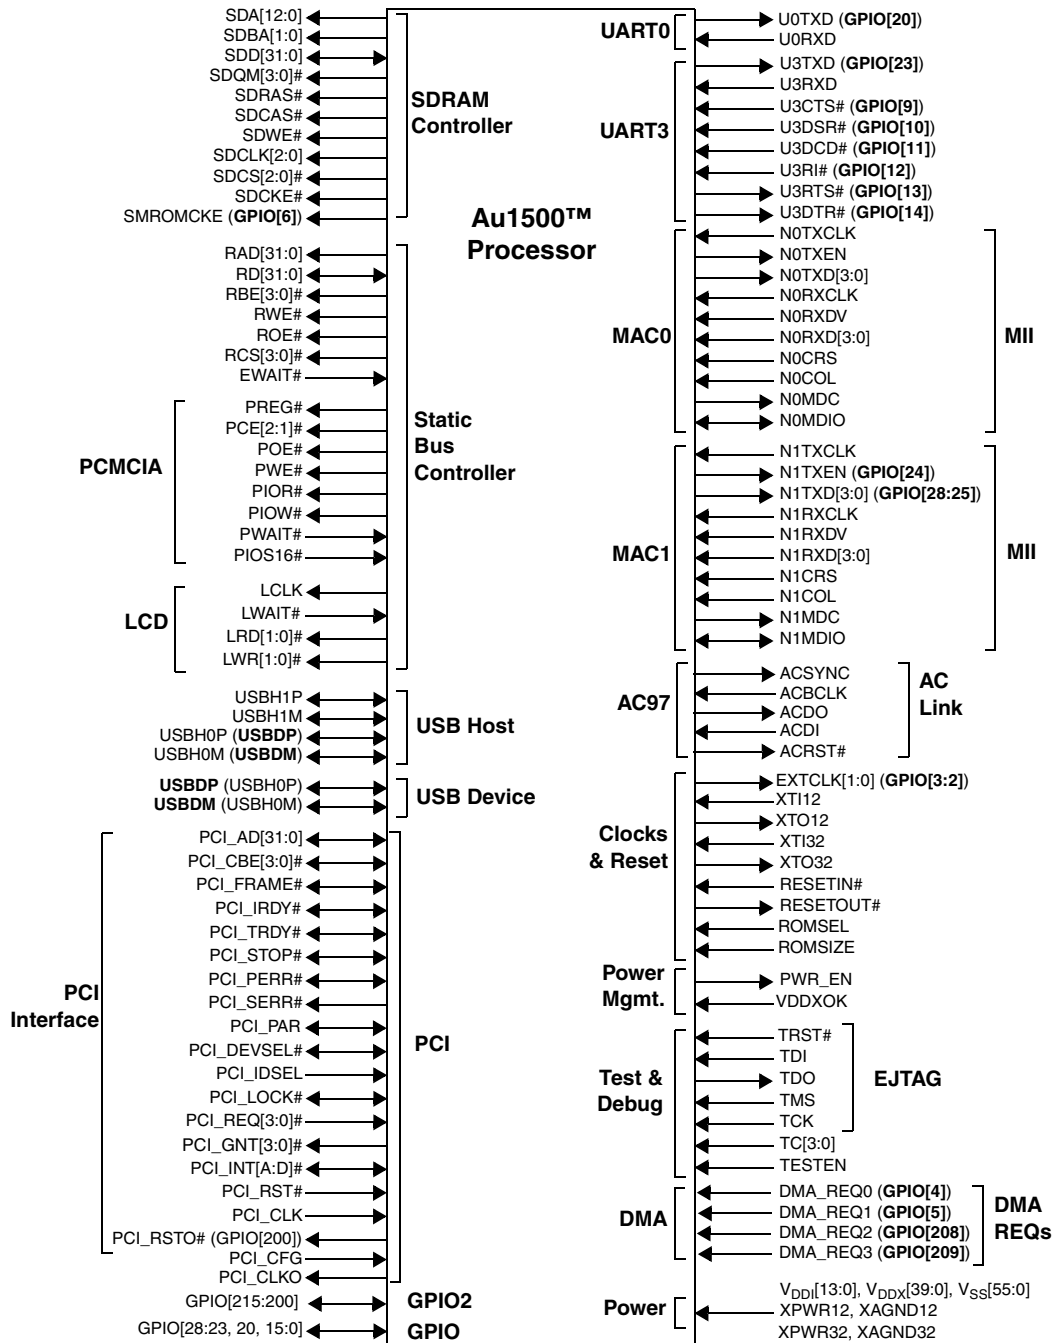 SDA[12:0]
SDBA[1:0]
SDD[31:0]
SDQM[3:0]#
SDRAS#
SDCAS#
SDWE#
SDCLK[2:0]
SDCS[2:0]#
SDCKE#
SMROMCKE (GPIO[6])
SDRAM
Controller
RAD[31:0]
RD[31:0]
RBE[3:0]#
RWE#
ROE#
RCS[3:0]#
EWAIT#
PCMCIA
PREG#
PCE[2:1]#
POE#
PWE#
PIOR#
PIOW#
PWAIT#
PIOS16#
LCD
LCLK
LWAIT#
LRD[1:0]#
LWR[1:0]#
Static
Bus
Controller
USBH1P
USBH1M
USBH0P (USBDP)
USBH0M (USBDM)
USB Host
USBDP (USBH0P)
USBDM (USBH0M)
USB Device
PCI
Interface
PCI_AD[31:0]
PCI_CBE[3:0]#
PCI_FRAME#
PCI_IRDY#
PCI_TRDY#
PCI_STOP#
PCI_PERR#
PCI_SERR#
PCI_PAR
PCI_DEVSEL#
PCI_IDSEL
PCI_LOCK#
PCI_REQ[3:0]#
PCI_GNT[3:0]#
PCI_INT[A:D]#
PCI_RST#
PCI_CLK
PCI_RSTO# (GPIO[200])
PCI_CFG
PCI_CLKO
PCI
GPIO[215:200]
GPIO2
GPIO[28:23, 20, 15:0]
GPIO
Au1500™
Processor
UART0
U0TXD (GPIO[20])
U0RXD
UART3
U3TXD (GPIO[23])
U3RXD
U3CTS# (GPIO[9])
U3DSR# (GPIO[10])
U3DCD# (GPIO[11])
U3RI# (GPIO[12])
U3RTS# (GPIO[13])
U3DTR# (GPIO[14])
MAC0
N0TXCLK
N0TXEN
N0TXD[3:0]
N0RXCLK
N0RXDV
N0RXD[3:0]
N0CRS
N0COL
N0MDC
N0MDIO
MII
MAC1
N1TXCLK
N1TXEN (GPIO[24])
N1TXD[3:0] (GPIO[28:25])
N1RXCLK
N1RXDV
N1RXD[3:0]
N1CRS
N1COL
N1MDC
N1MDIO
MII
AC97
ACSYNC
ACBCLK
ACDO
ACDI
ACRST#
AC
Link
Clocks
& Reset
EXTCLK[1:0] (GPIO[3:2])
XTI12
XTO12
XTI32
XTO32
RESETIN#
RESETOUT#
ROMSEL
ROMSIZE
Power
Mgmt.
PWR_EN
VDDXOK
Test &
Debug
TRST#
TDI
TDO
TMS
TCK
TC[3:0]
TESTEN
EJTAG
DMA
DMA_REQ0 (GPIO[4])
DMA_REQ1 (GPIO[5])
DMA_REQ2 (GPIO[208])
DMA_REQ3 (GPIO[209])
DMA
REQs
Power
VDDI[13:0], VDDX[39:0], VSS[55:0]
XPWR12, XAGND12
XPWR32, XAGND32